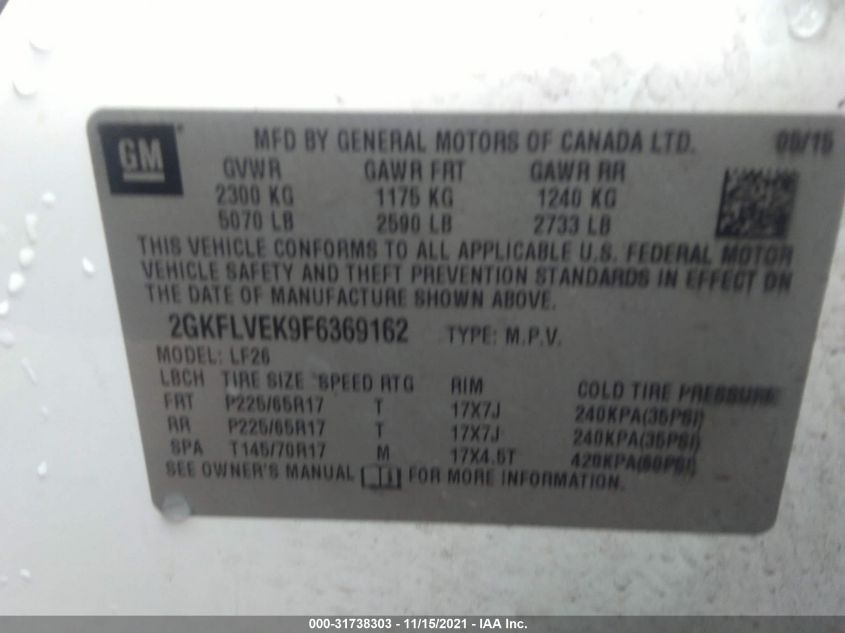 GM
MFD BY GENERAL MOTORS OF CANADA LTD. 09/15
GVWR GAWR FRT GAWR RR
2300 KG 1175 KG 1240 KG
5070 LB 2590 LB 2733 LB
THIS VEHICLE CONFORMS TO ALL APPLICABLE U.S. FEDERAL MOTOR
VEHICLE SAFETY AND THEFT PREVENTION STANDARDS IN EFFECT ON
THE DATE OF MANUFACTURE SHOWN ABOVE.
2GKFLVEK9F6369162 TYPE: M.P.V.
MODEL: LF26
LBCH TIRE SIZE SPEED RTG RIM COLD TIRE PRESSURE
FRT P225/65R17 T 17X7J 240KPA(35PSI)
RR P225/65R17 T 17X7J 240KPA(35PSI)
SPA T145/70R17 M 17X4.5T 420KPA(60PSI)
SEE OWNER'S MANUAL FOR MORE INFORMATION.
000-31738303 - 11/15/2021 - IAA Inc.